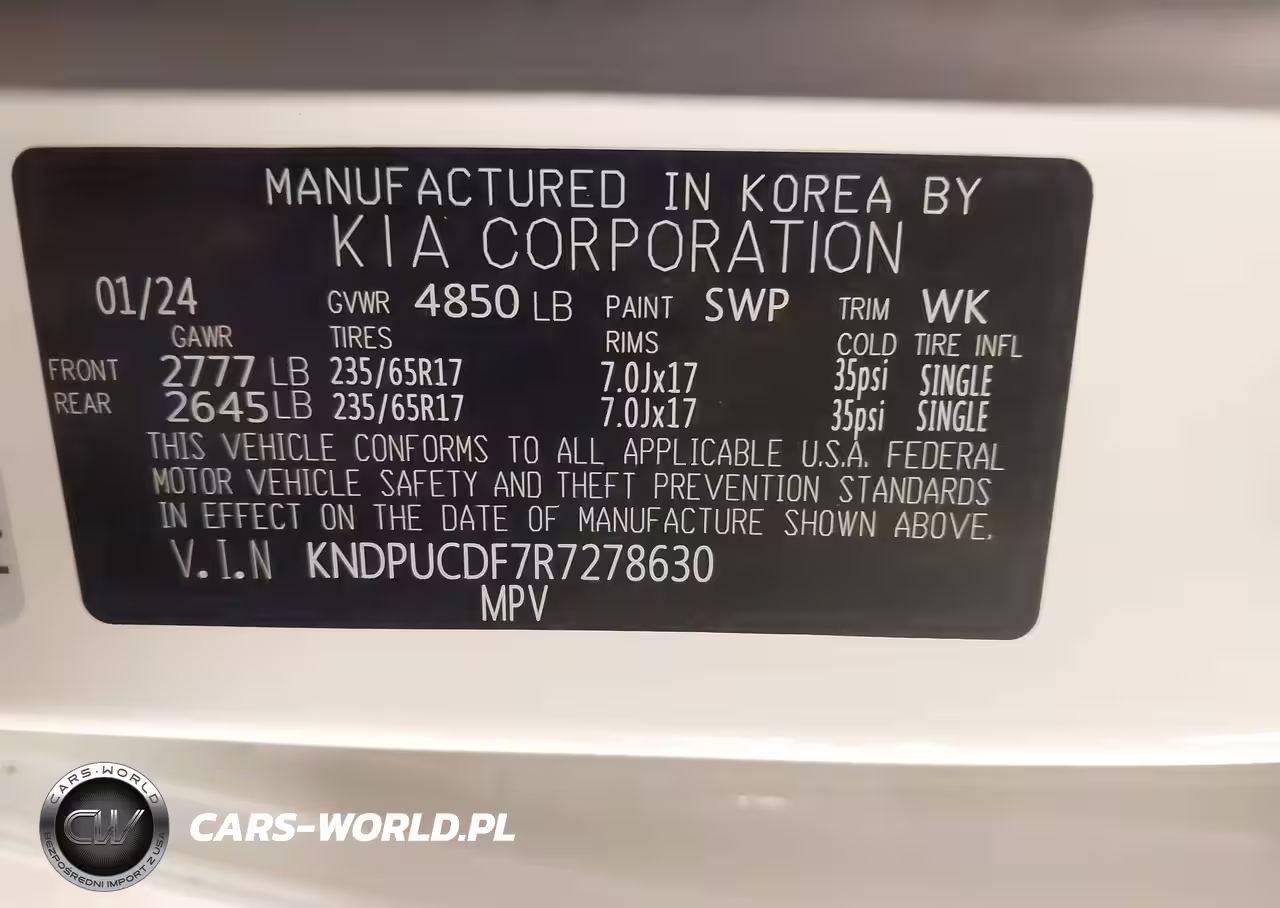 MANUFACTURED IN KOREA BY
KIA CORPORATION
01/24 GVWR 4850 LB PAINT SWP TRIM WK
GAWR TIRES RIMS COLD TIRE INFL
FRONT 2777 LB 235/65R17 7.0Jx17 35psi SINGLE
REAR 2645 LB 235/65R17 7.0Jx17 35psi SINGLE
THIS VEHICLE CONFORMS TO ALL APPLICABLE U.S.A. FEDERAL
MOTOR VEHICLE SAFETY AND THEFT PREVENTION STANDARDS
IN EFFECT ON THE DATE OF MANUFACTURE SHOWN ABOVE.
V.I.N KNDPUCDF7R7278630
MPV
CARS-WORLD
CW
BEZPOŚREDNI IMPORT Z USA
CARS-WORLD.PL